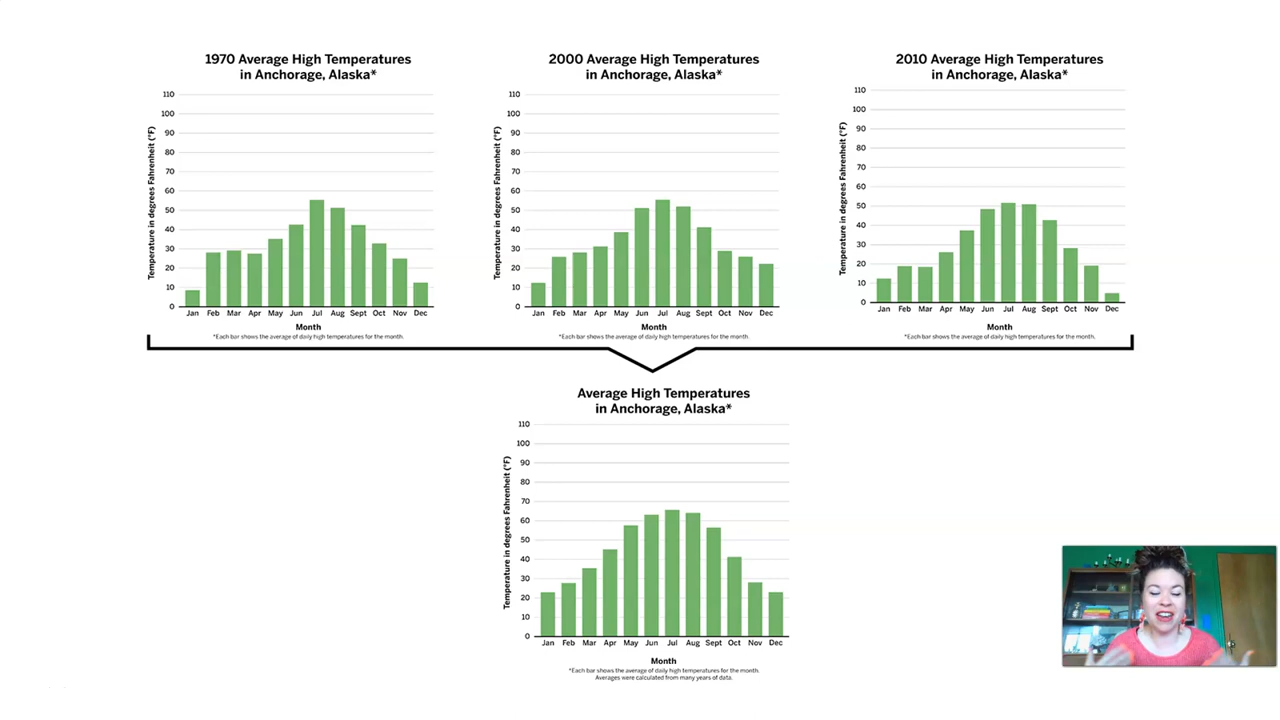 1970 Average High Temperatures
in Anchorage, Alaska*
Temperature in degrees Fahrenheit (°F)
110
100
90
80
70
60
50
40
30
20
10
0
Jan Feb Mar Apr May Jun Jul Aug Sept Oct Nov Dec
Month
*Each bar shows the average of daily high temperatures for the month.
2000 Average High Temperatures
in Anchorage, Alaska*
Temperature in degrees Fahrenheit (°F)
110
100
90
80
70
60
50
40
30
20
10
0
Jan Feb Mar Apr May Jun Jul Aug Sept Oct Nov Dec
Month
*Each bar shows the average of daily high temperatures for the month.
2010 Average High Temperatures
in Anchorage, Alaska*
Temperature in degrees Fahrenheit (°F)
110
100
90
80
70
60
50
40
30
20
10
0
Jan Feb Mar Apr May Jun Jul Aug Sept Oct Nov Dec
Month
*Each bar shows the average of daily high temperatures for the month.
Average High Temperatures
in Anchorage, Alaska*
Temperature in degrees Fahrenheit (°F)
110
100
90
80
70
60
50
40
30
20
10
0
Jan Feb Mar Apr May Jun Jul Aug Sept Oct Nov Dec
Month
*Each bar shows the average of daily high temperatures for the month.
Averages were calculated from many years of data.